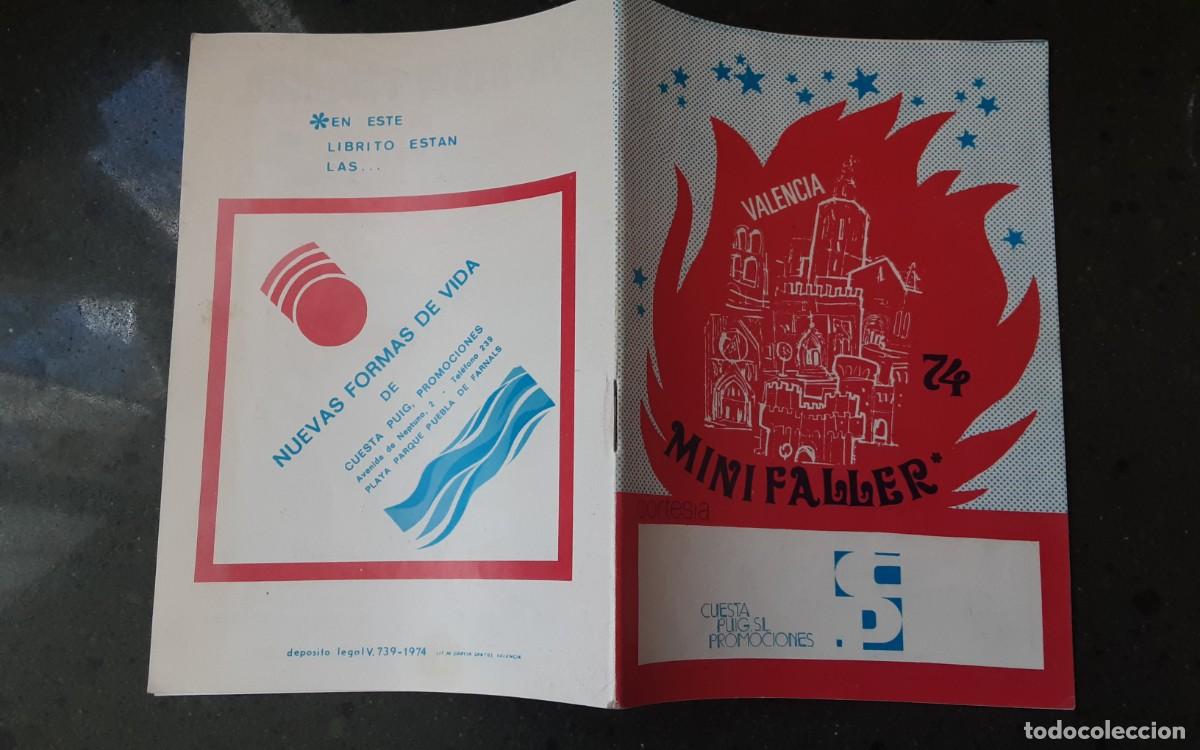 *EN ESTE
LIBRITO ESTAN
LAS...
NUEVAS FORMAS DE VIDA
DE
CUESTA PUIG, PROMOCIONES
Avenida de Neptuno, 2 - Teléfono 239
PLAYA PARQUE PUEBLA DE FARNALS
deposito legal V. 739-1974
VALENCIA
VALENCIA
74
MINI FALLER*
cortesia
CUESTA
PUIG, S.L.
PROMOCIONES
todocoleccion